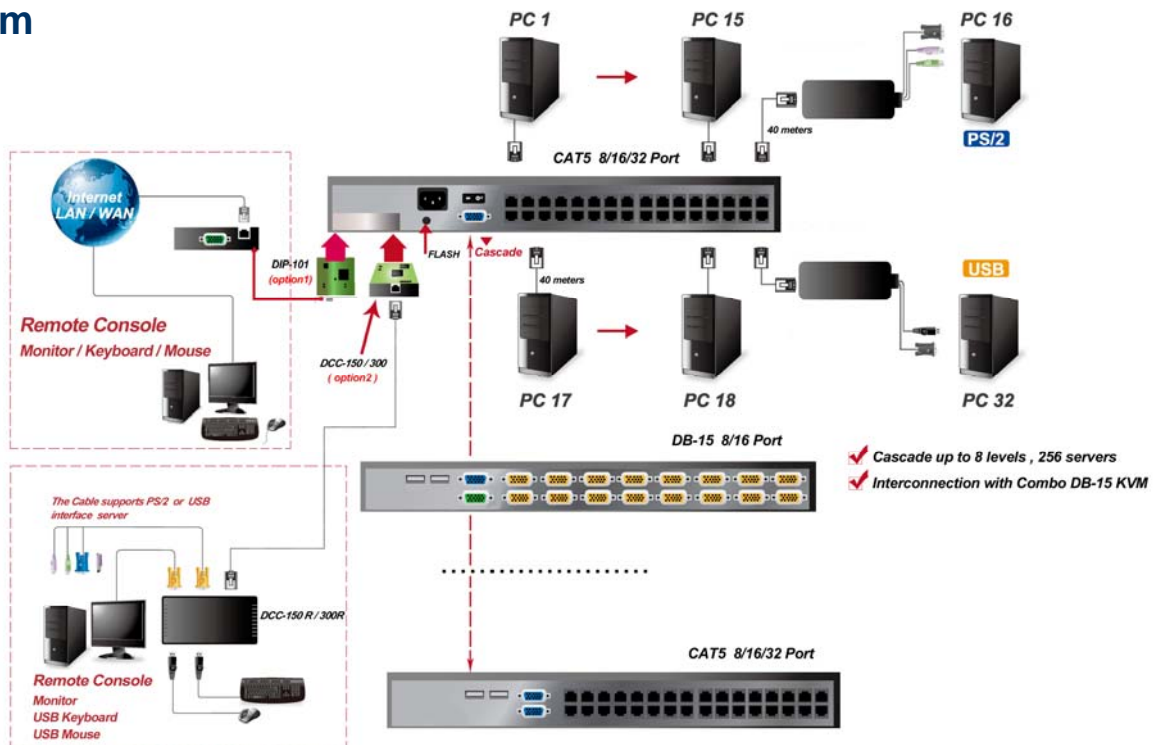 m
PC 1
PC 15
PC 16
40 meters
PS/2
CAT5 8/16/32 Port
Internet
LAN / WAN
DIP-101
(option1)
FLASH
Cascade
40 meters
USB
Remote Console
Monitor / Keyboard / Mouse
DCC-150 / 300
( option2 )
PC 17
PC 18
PC 32
DB-15 8/16 Port
Cascade up to 8 levels , 256 servers
Interconnection with Combo DB-15 KVM
The Cable supports PS/2 or USB
interface server
DCC-150 R / 300R
CAT5 8/16/32 Port
Remote Console
Monitor
USB Keyboard
USB Mouse